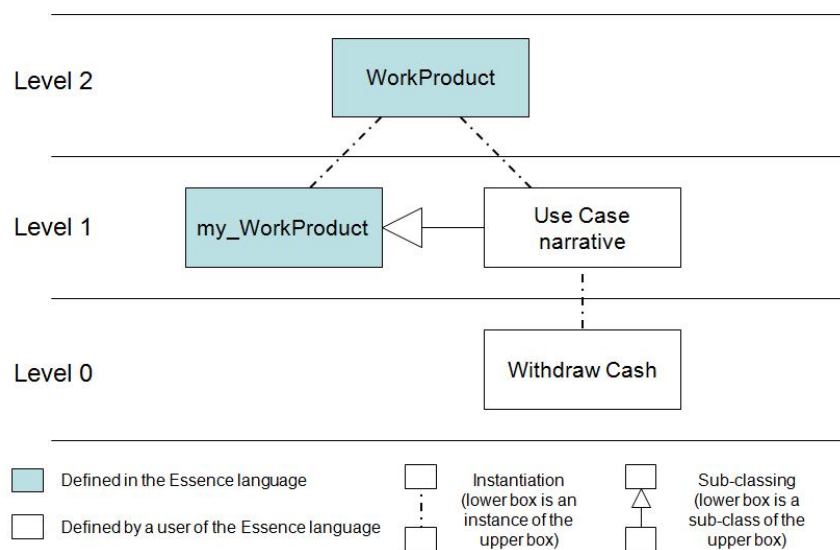 Level 2
WorkProduct
Level 1
my_WorkProduct
Use Case
narrative
Level 0
Withdraw Cash
Defined in the Essence language
Defined by a user of the Essence language
Instantiation
(lower box is an
instance of the
upper box)
Sub-classing
(lower box is a
sub-class of the
upper box)